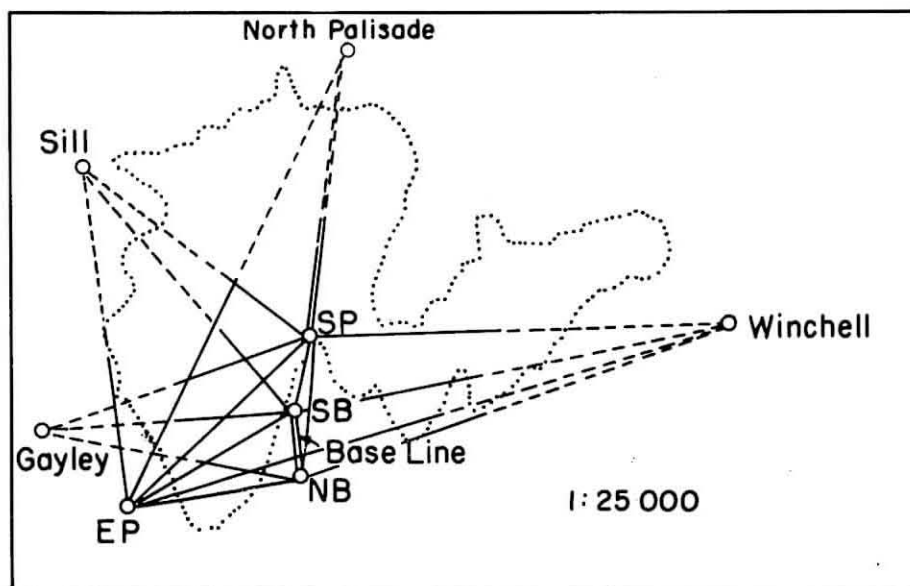 North Palisade
Sill
SP
Winchell
SB
Base Line
Gayley
NB
EP
1:25 000